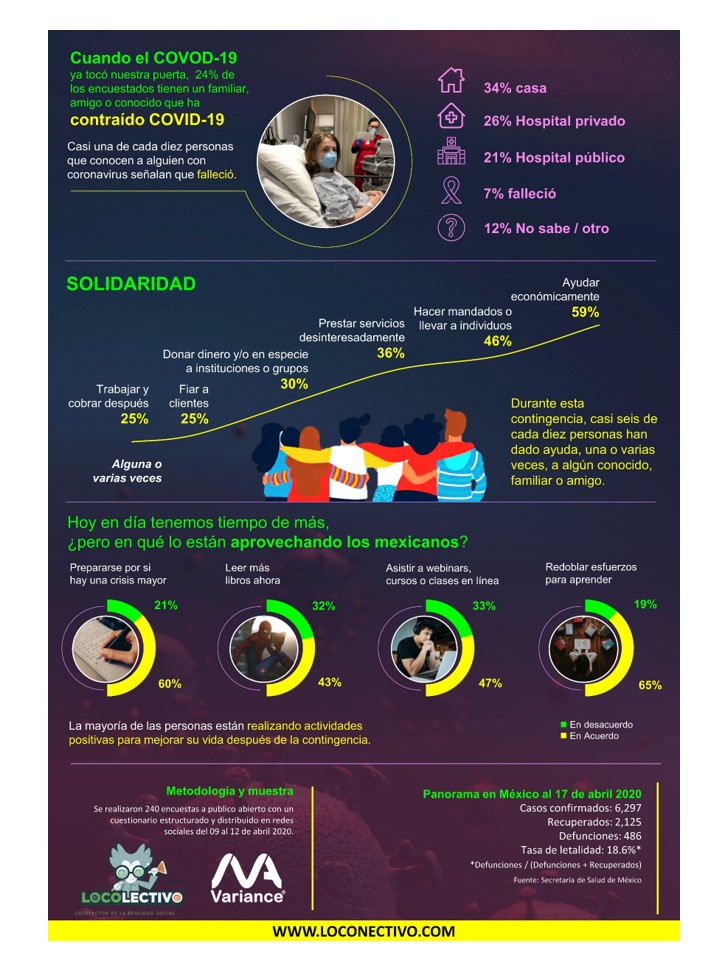 Cuando el COVOD-19
ya tocó nuestra puerta, 24% de
los encuestados tienen un familiar,
amigo o conocido que ha
contraído COVID-19
Casi una de cada diez personas
que conocen a alguien con
coronavirus señalan que falleció.
34% casa
26% Hospital privado
21% Hospital público
7% falleció
12% No sabe / otro
SOLIDARIDAD
Trabajar y
cobrar después
25%
Fiar a
clientes
25%
Donar dinero y/o en especie
a instituciones o grupos
30%
Prestar servicios
desinteresadamente
36%
Hacer mandados o
llevar a individuos
46%
Ayudar
económicamente
59%
Alguna o
varias veces
Durante esta
contingencia, casi seis de
cada diez personas han
dado ayuda, una o varias
veces, a algún conocido,
familiar o amigo.
Hoy en día tenemos tiempo de más,
¿pero en qué lo están aprovechando los mexicanos?
Prepararse por si
hay una crisis mayor
21%
60%
Leer más
libros ahora
32%
43%
Asistir a webinars,
cursos o clases en línea
33%
47%
Redoblar esfuerzos
para aprender
19%
65%
La mayoría de las personas están realizando actividades
positivas para mejorar su vida después de la contingencia.
En desacuerdo
En Acuerdo
Metodología y muestra
Se realizaron 240 encuestas a publico abierto con un
cuestionario estructurado y distribuido en redes
sociales del 09 al 12 de abril 2020.
LOCOLECTIVO
LOCOLECTOR DE LA REALIDAD SOCIAL
Variance®
Panorama en México al 17 de abril 2020
Casos confirmados: 6,297
Recuperados: 2,125
Defunciones: 486
Tasa de letalidad: 18.6%*
*Defunciones / (Defunciones + Recuperados)
Fuente: Secretaría de Salud de México
WWW.LOCONECTIVO.COM